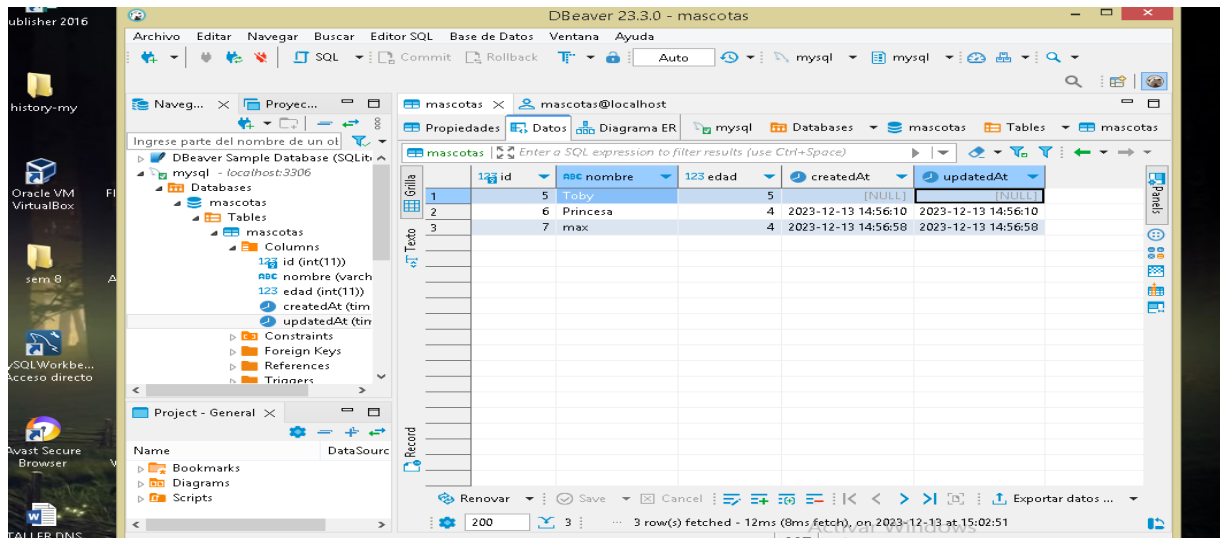 ublisher 2016
history-my
Oracle VM
VirtualBox
Fl
sem 8
A
ySQLWorkbe...
Acceso directo
Avast Secure
Browser
V
W
TALLER DNS
DBeaver 23.3.0 - mascotas
Archivo Editar Navegar Buscar Editor SQL Base de Datos Ventana Ayuda
SQL Commit Rollback Auto mysql mysql
Naveg... Proyec...
Ingrese parte del nombre de un ol
DBeaver Sample Database (SQLit
mysql - localhost:3306
Databases
mascotas
Tables
mascotas
Columns
123 id (int(11))
ABC nombre (varch
123 edad (int(11))
createdAt (tim
updatedAt (tim
Constraints
Foreign Keys
References
Triggers
Project - General
Name DataSourc
Bookmarks
Diagrams
Scripts
mascotas mascotas@localhost
Propiedades Datos Diagrama ER mysql Databases mascotas Tables mascotas
mascotas Enter a SQL expression to filter results (use Ctrl+Space)
Grilla
Texto
Record
123 id ABC nombre 123 edad createdAt updatedAt
1 5 Toby 5 [NULL] [NULL]
2 6 Princesa 4 2023-12-13 14:56:10 2023-12-13 14:56:10
3 7 max 4 2023-12-13 14:56:58 2023-12-13 14:56:58
Panels
Renovar Save Cancel Exportar datos ...
200 3 3 row(s) fetched - 12ms (8ms fetch), on 2023-12-13 at 15:02:51
Activar Windows